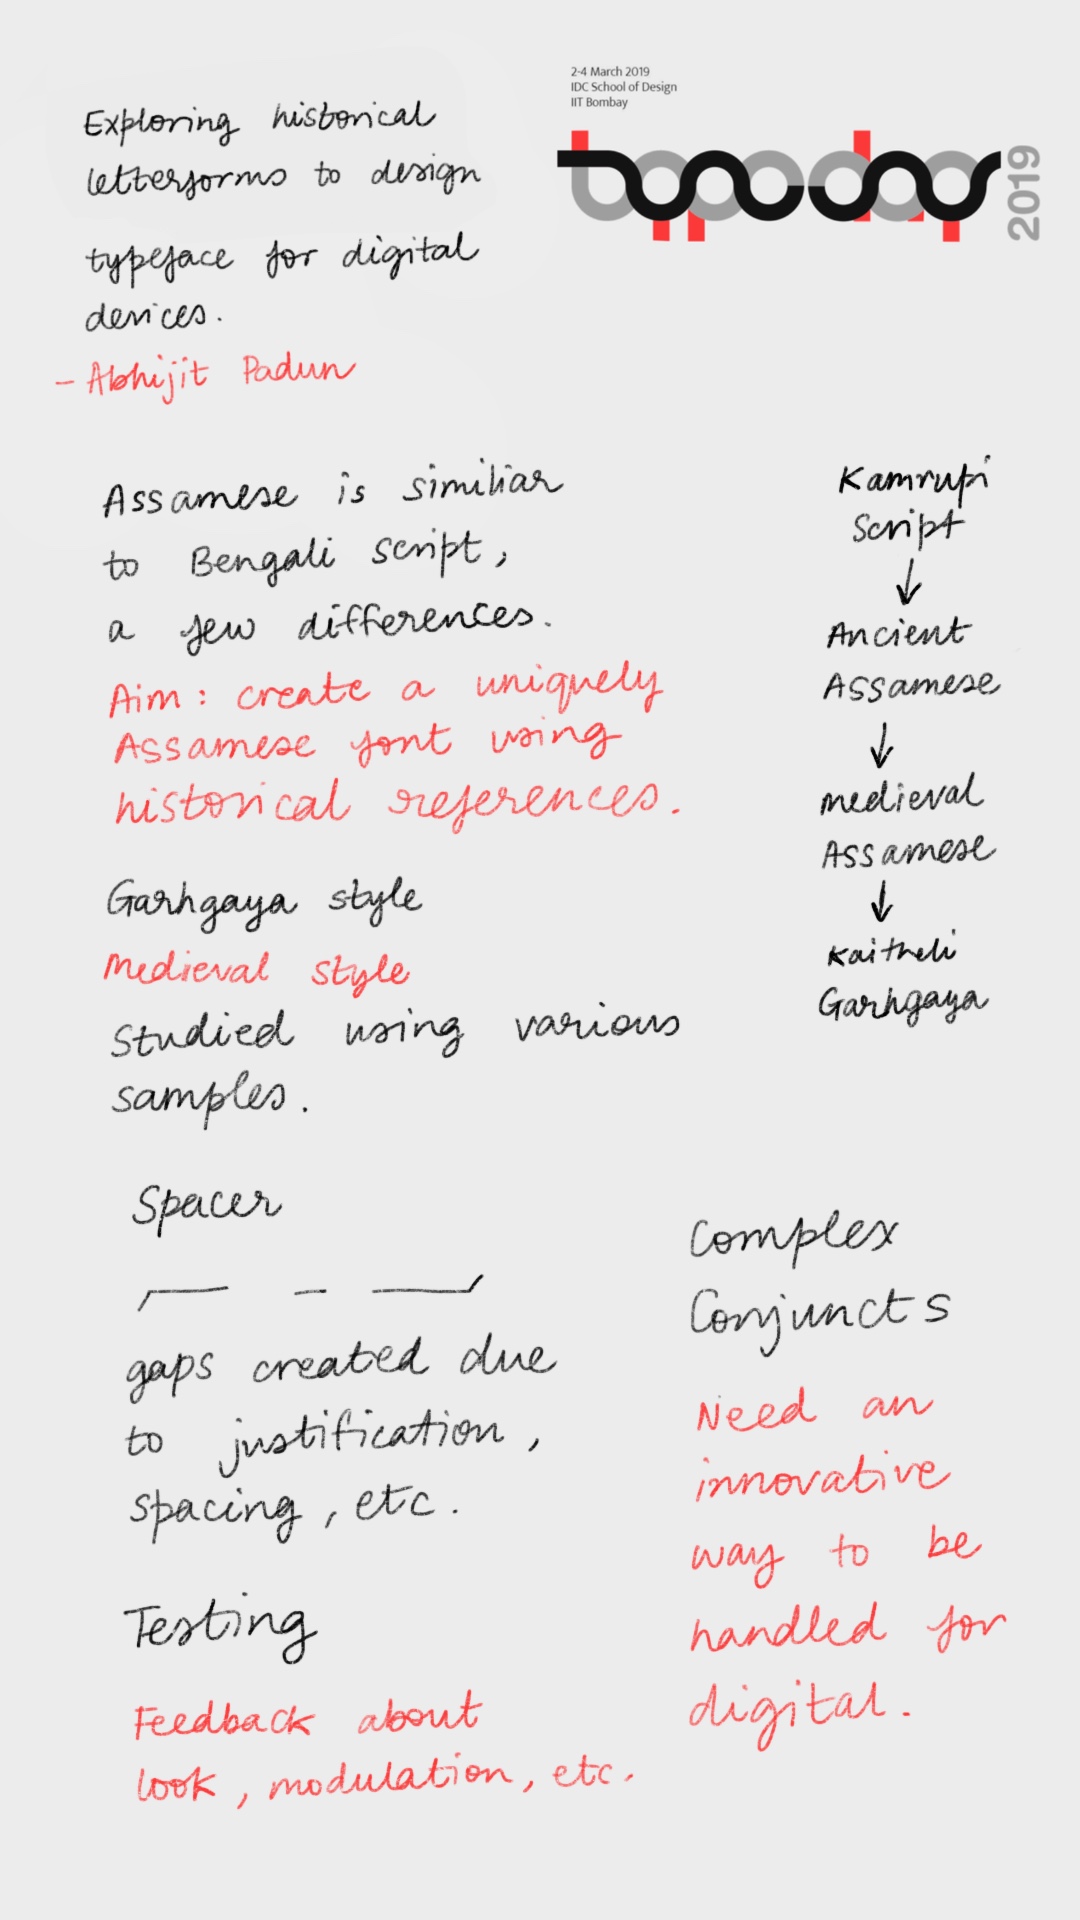 2-4 March 2019
IDC School of Design
IIT Bombay
typoday
2019
Exploring historical
letterforms to design
typeface for digital
devices.
- Abhijit Padun
Assamese is similiar
to Bengali script,
a few differences.
Aim: create a uniquely
Assamese font using
historical references.
Kamrupi
Script
↓
Ancient
Assamese
↓
medieval
Assamese
↓
Kaitheli
Garhgaya
Garhgaya style
Medieval style
Studied using various
samples.
Spacer
gaps created due
to justification,
spacing, etc.
Testing
Feedback about
look, modulation, etc.
Complex
Conjuncts
Need an
innovative
way to be
handled for
digital.